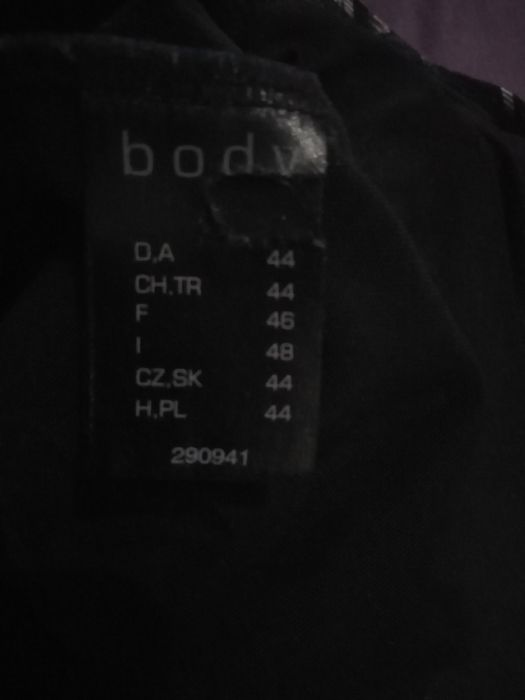 body
D,A 44
CH.TR 44
F 46
I 48
CZ,SK 44
H,PL 44
290941